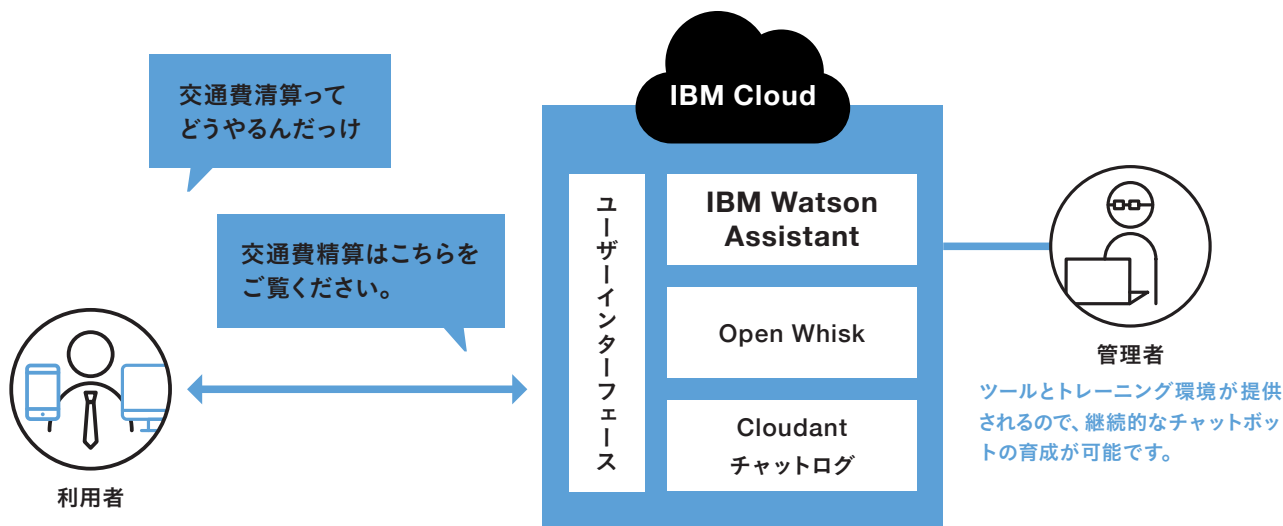 交通費清算って
どうやるんだっけ
交通費精算はこちらを
ご覧ください。
利用者
IBM Cloud
ユーザーインターフェース
IBM Watson
Assistant
Open Whisk
Cloudant
チャットログ
管理者
ツールとトレーニング環境が提供
されるので、継続的なチャットボッ
トの育成が可能です。